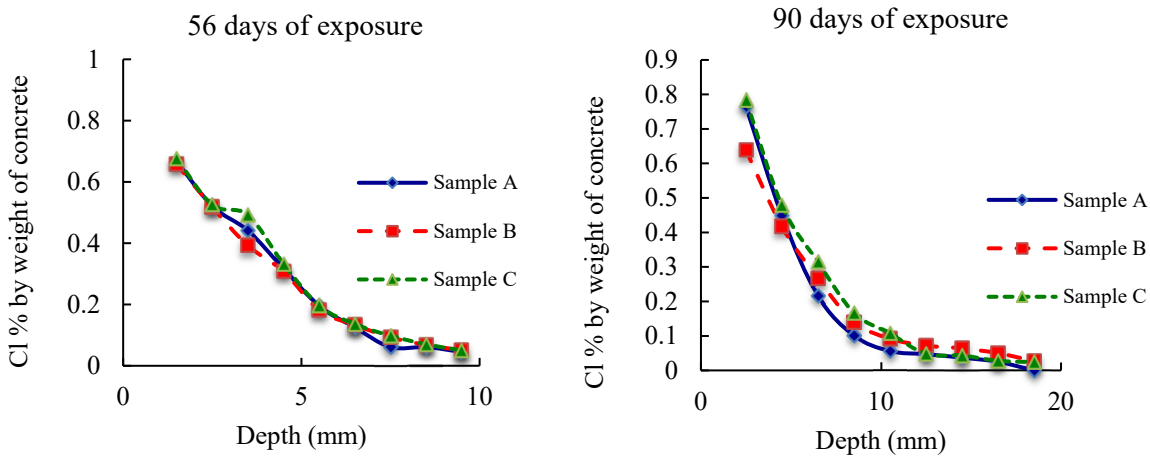 56 days of exposure
Cl % by weight of concrete
1
0.8
0.6
0.4
0.2
0
0
5
10
Depth (mm)
Sample A
Sample B
Sample C
90 days of exposure
Cl % by weight of concrete
0.9
0.8
0.7
0.6
0.5
0.4
0.3
0.2
0.1
0
0
10
20
Depth (mm)
Sample A
Sample B
Sample C